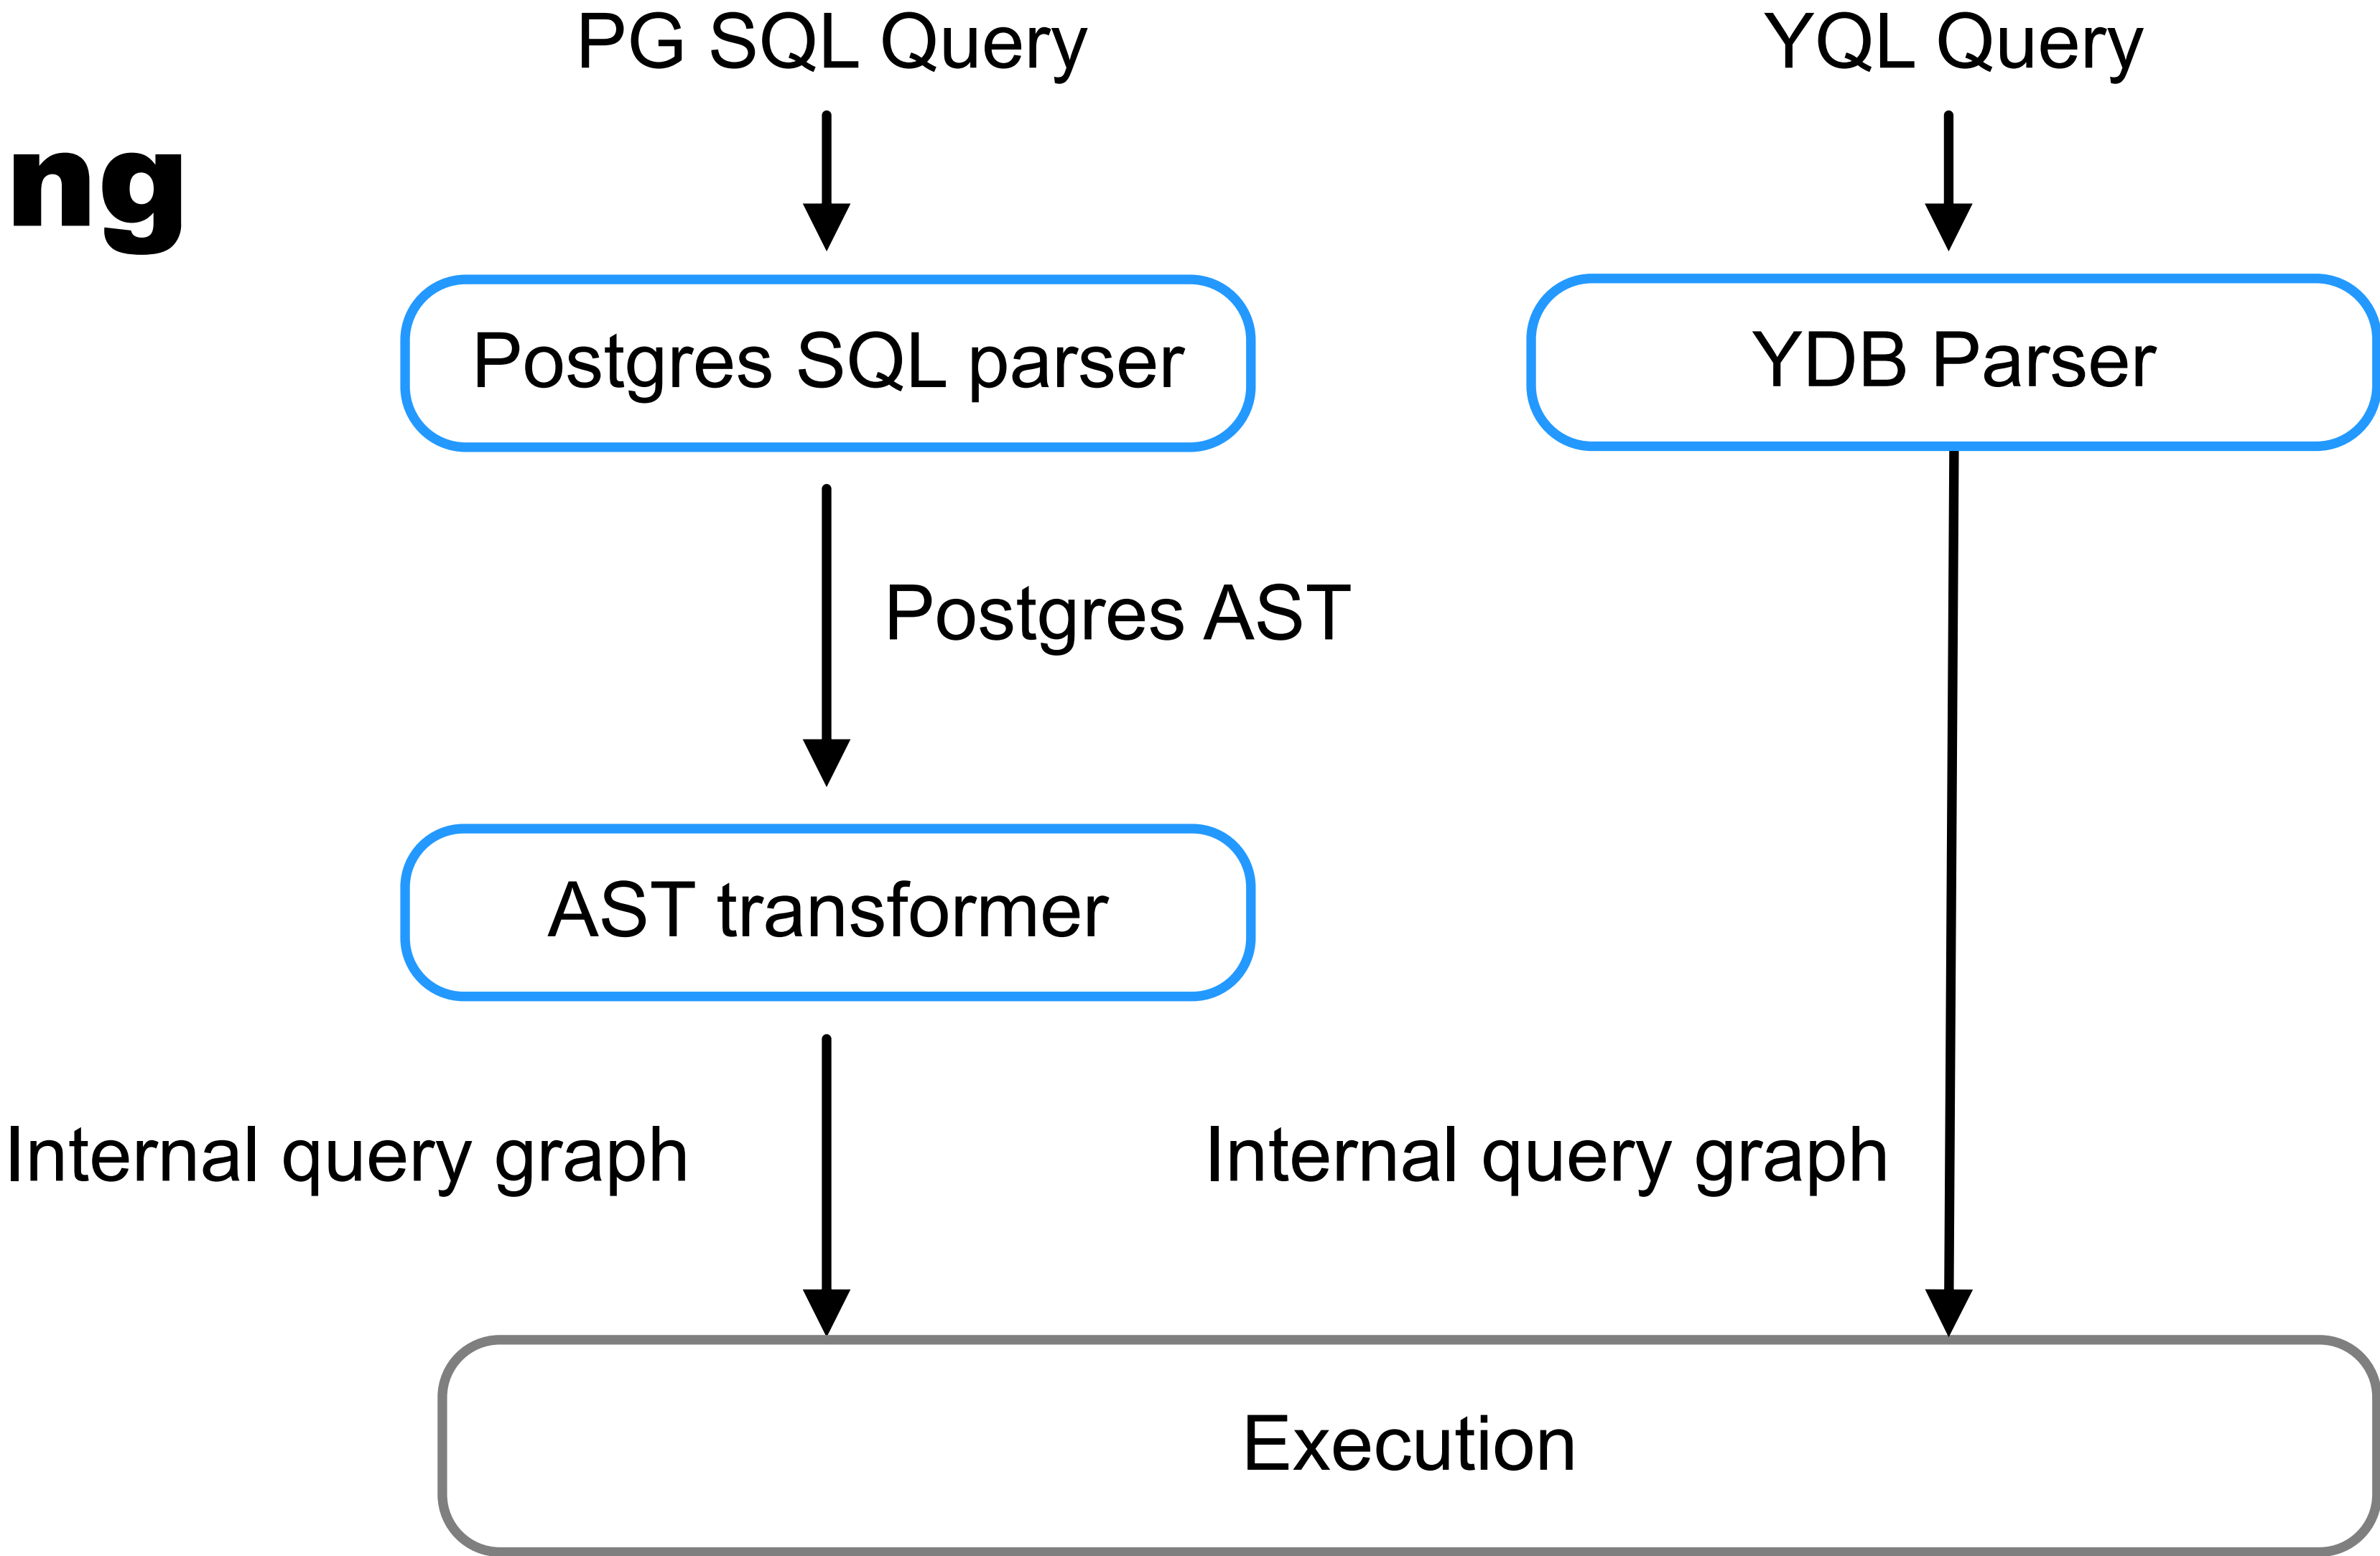 PG SQL Query
YQL Query
ng
Postgres SQL parser
YDB Parser
Postgres AST
AST transformer
Internal query graph
Internal query graph
Execution